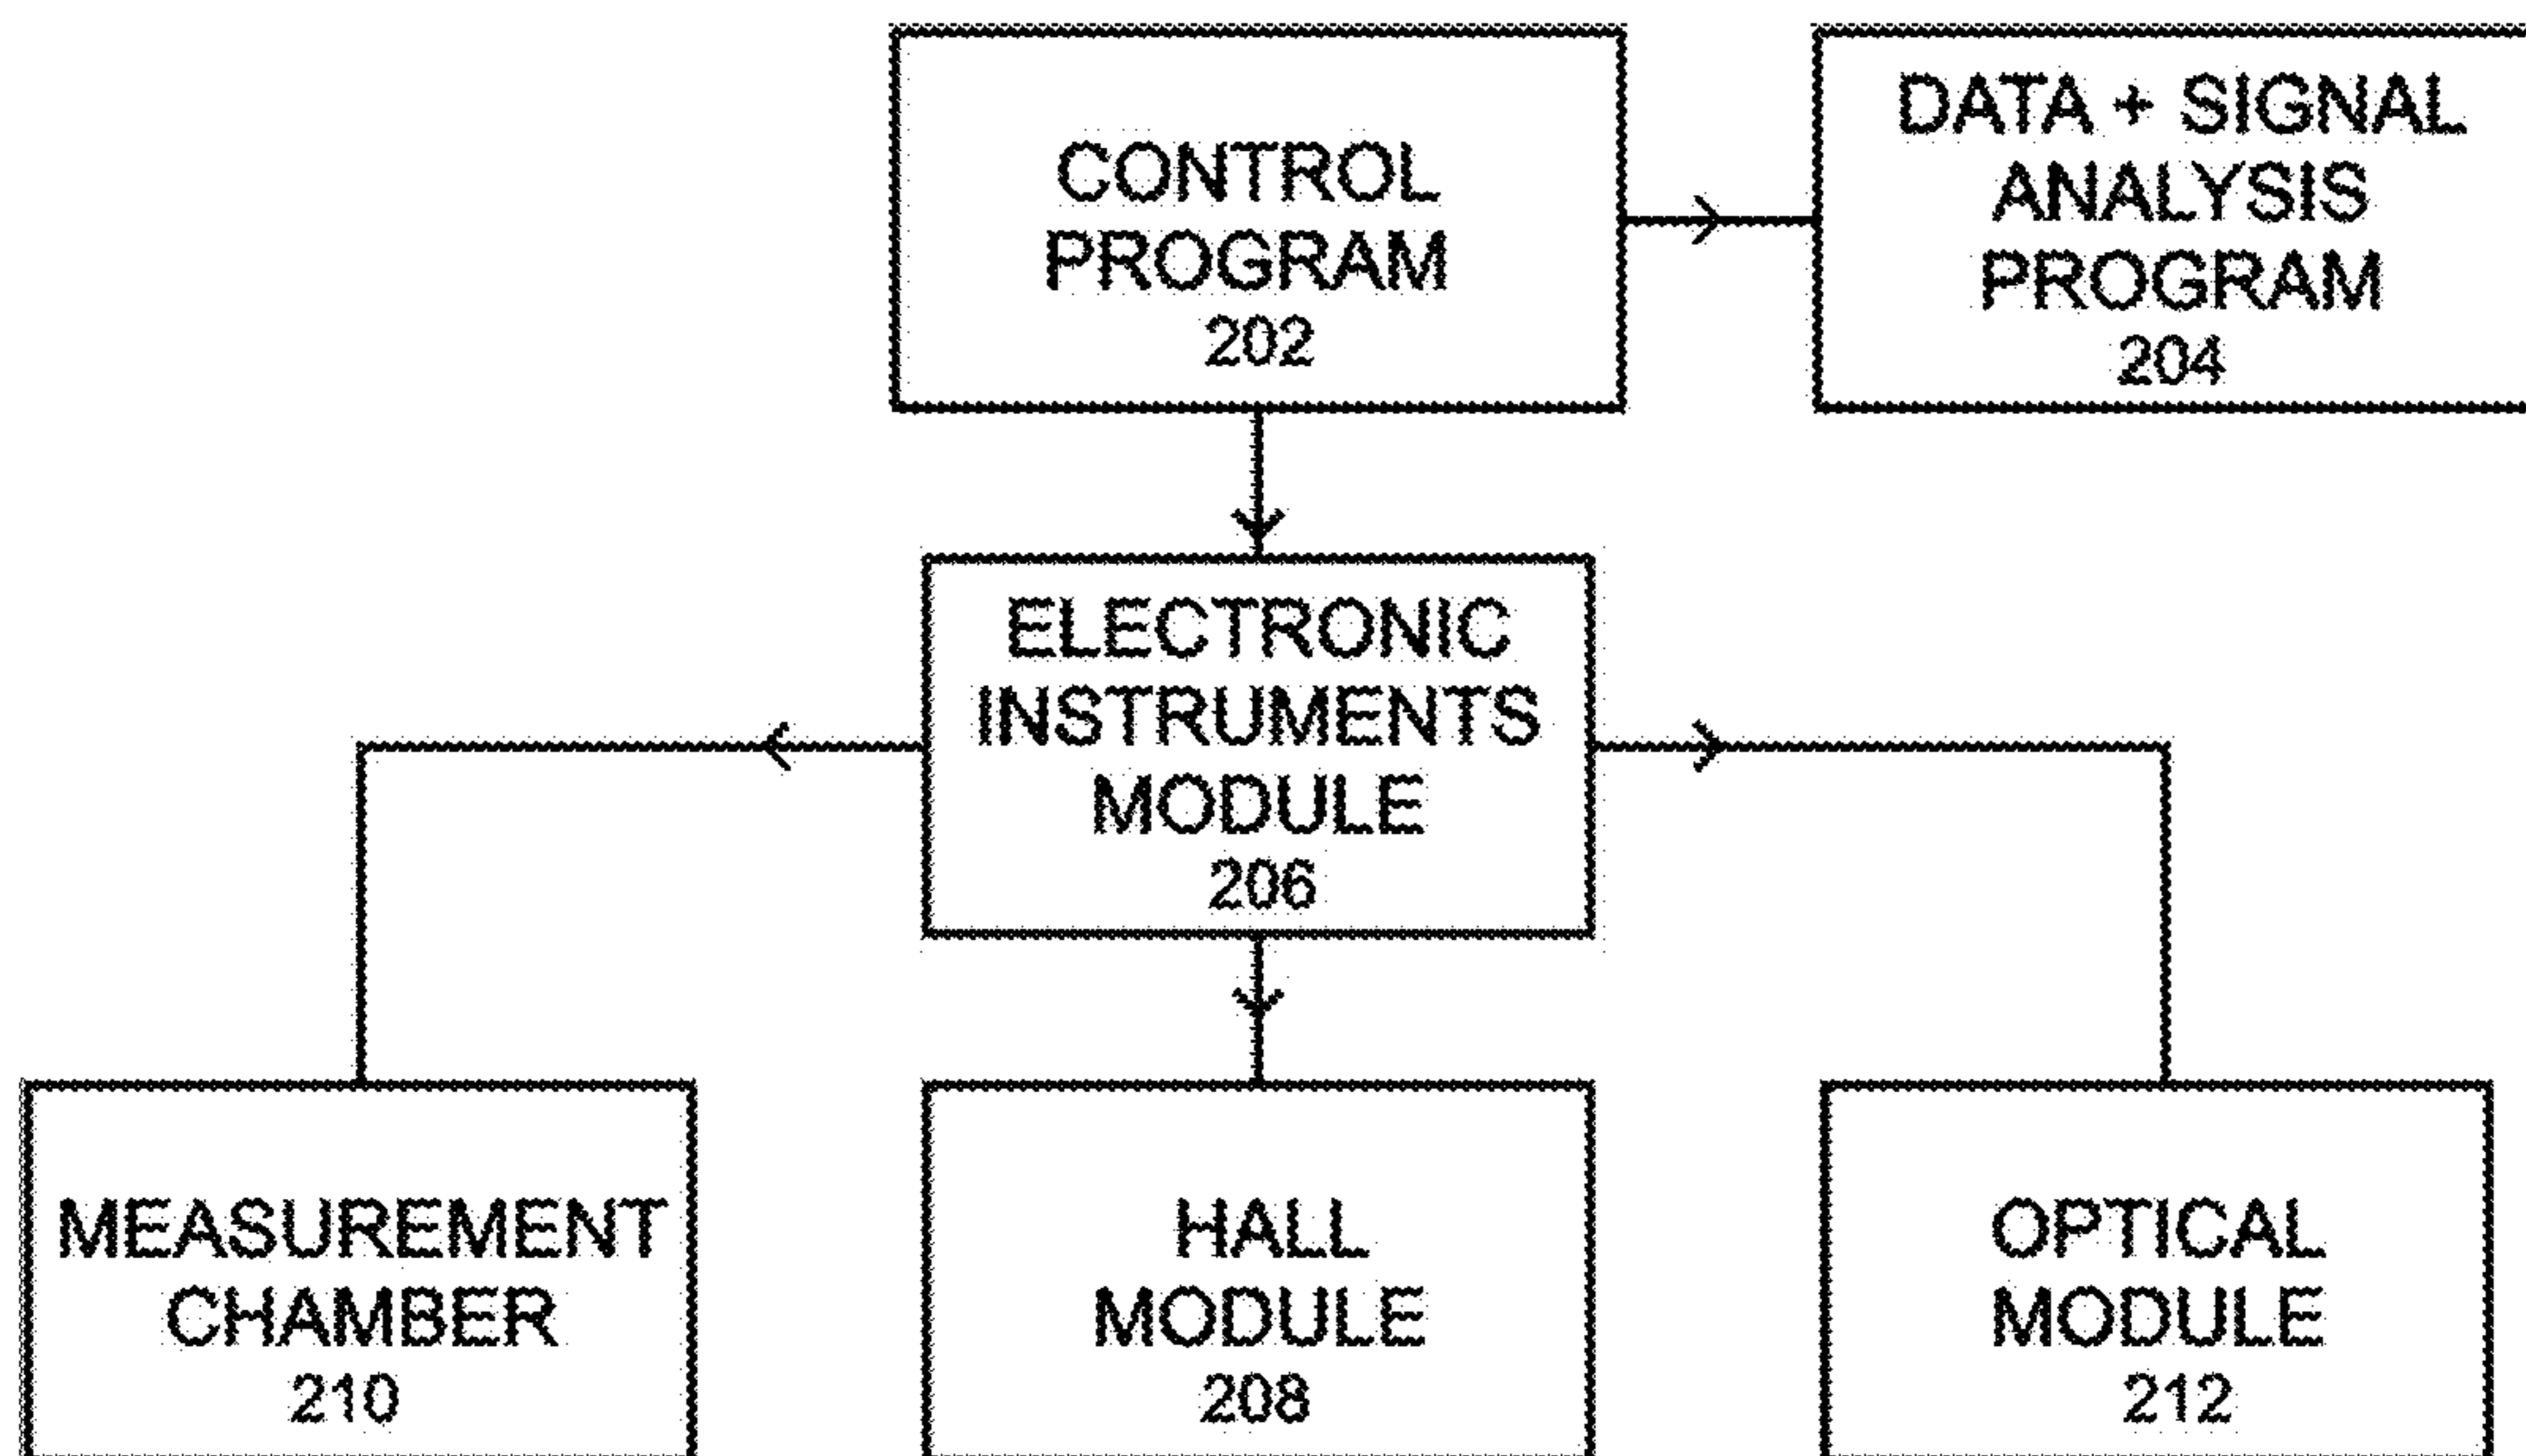 CONTROL
PROGRAM
202
DATA + SIGNAL
ANALYSIS
PROGRAM
204
ELECTRONIC
INSTRUMENTS
MODULE
206
MEASUREMENT
CHAMBER
210
HALL
MODULE
208
OPTICAL
MODULE
212